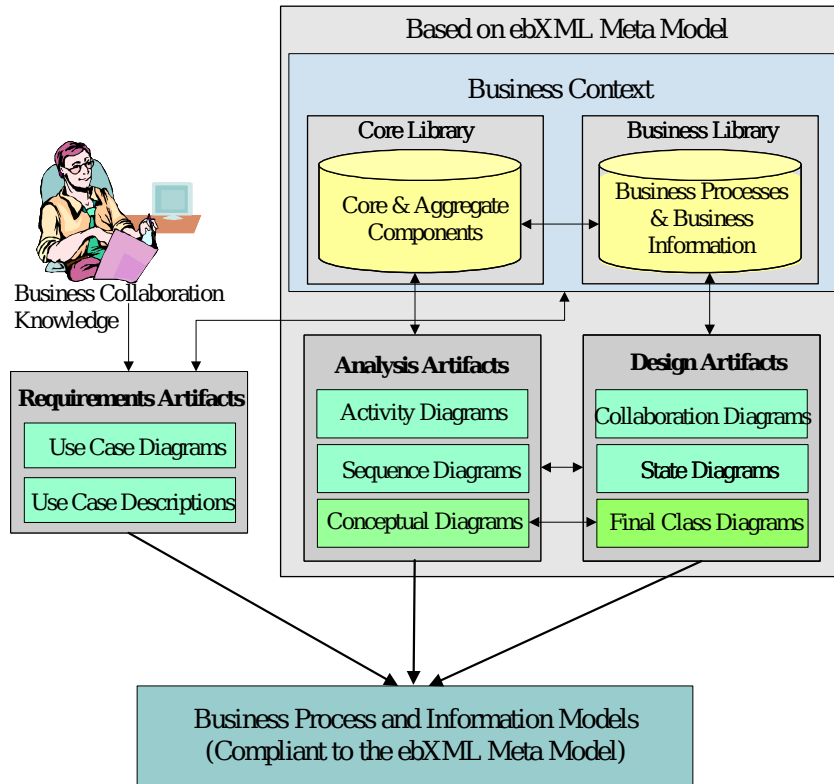 Based on ebXML Meta Model
Business Context
Core Library
Business Library
Core & Aggregate
Components
Business Processes
& Business
Information
Business Collaboration
Knowledge
Requirements Artifacts
Use Case Diagrams
Use Case Descriptions
Analysis Artifacts
Activity Diagrams
Sequence Diagrams
Conceptual Diagrams
Design Artifacts
Collaboration Diagrams
State Diagrams
Final Class Diagrams
Business Process and Information Models
(Compliant to the ebXML Meta Model)